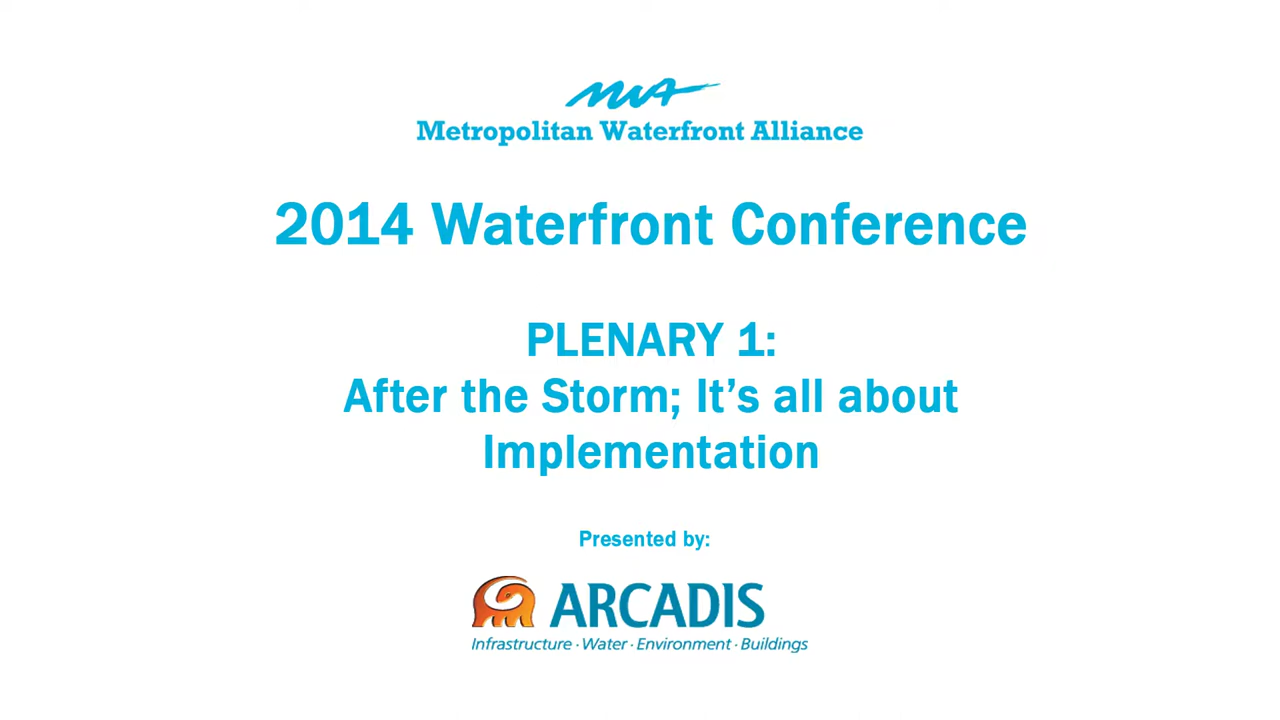 MWA
Metropolitan Waterfront Alliance
2014 Waterfront Conference
PLENARY 1:
After the Storm; It’s all about
Implementation
Presented by:
ARCADIS
Infrastructure · Water · Environment · Buildings